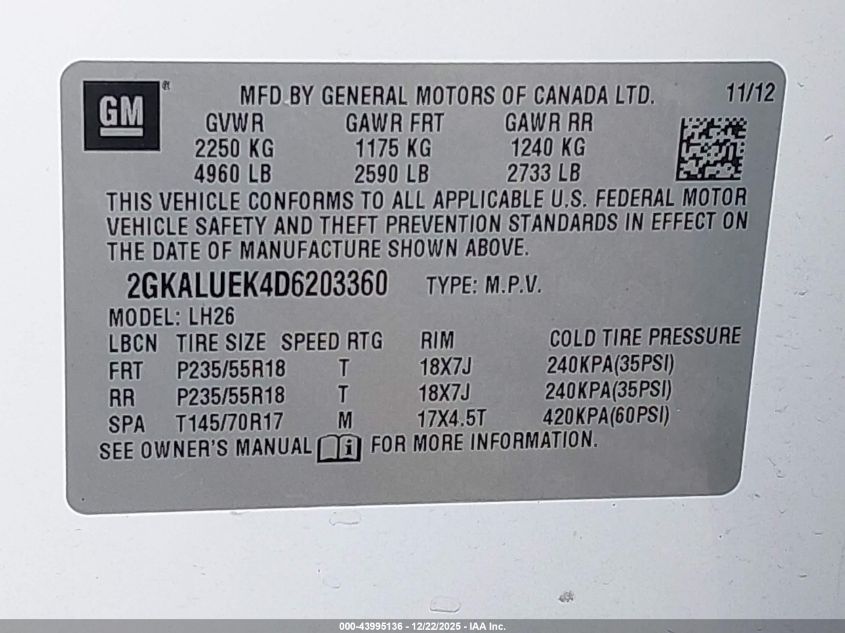 GM ® MFD BY GENERAL MOTORS OF CANADA LTD. 11/12
GVWR GAWR FRT GAWR RR
2250 KG 1175 KG 1240 KG
4960 LB 2590 LB 2733 LB
THIS VEHICLE CONFORMS TO ALL APPLICABLE U.S. FEDERAL MOTOR
VEHICLE SAFETY AND THEFT PREVENTION STANDARDS IN EFFECT ON
THE DATE OF MANUFACTURE SHOWN ABOVE.
2GKALUEK4D6203360 TYPE: M.P.V.
MODEL: LH26
LBCN TIRE SIZE SPEED RTG RIM COLD TIRE PRESSURE
FRT P235/55R18 T 18X7J 240KPA(35PSI)
RR P235/55R18 T 18X7J 240KPA(35PSI)
SPA T145/70R17 M 17X4.5T 420KPA(60PSI)
SEE OWNER'S MANUAL i FOR MORE INFORMATION.
000-43995136 - 12/22/2025 - IAA Inc.